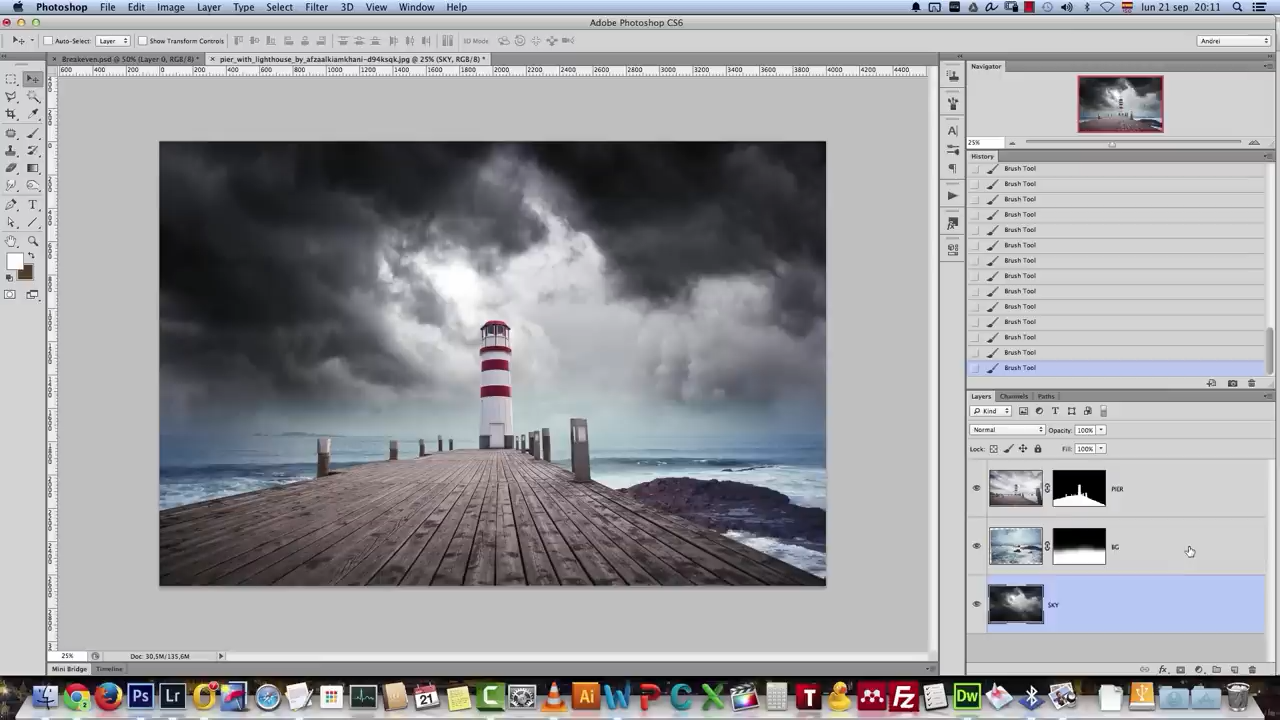 Photoshop File Edit Image Layer Type Select Filter 3D View Window Help lun 21 sep 20:11
Adobe Photoshop CS6
Auto-Select: Layer Show Transform Controls 3D Mode Andrei
Breakeven.psd @ 50% (Layer 0, RGB/8) *
pier_with_lighthouse_by_afzaalkiamkhani-d94ksqk.jpg @ 25% (SKY, RGB/8) *
Navigator
25%
History
Brush Tool
Brush Tool
Brush Tool
Brush Tool
Brush Tool
Brush Tool
Brush Tool
Brush Tool
Brush Tool
Brush Tool
Brush Tool
Brush Tool
Brush Tool
Brush Tool
Layers Channels Paths
Kind
Normal Opacity: 100%
Lock: Fill: 100%
PIER
BG
SKY
25% Doc: 30,5M/135,6M
Mini Bridge Timeline